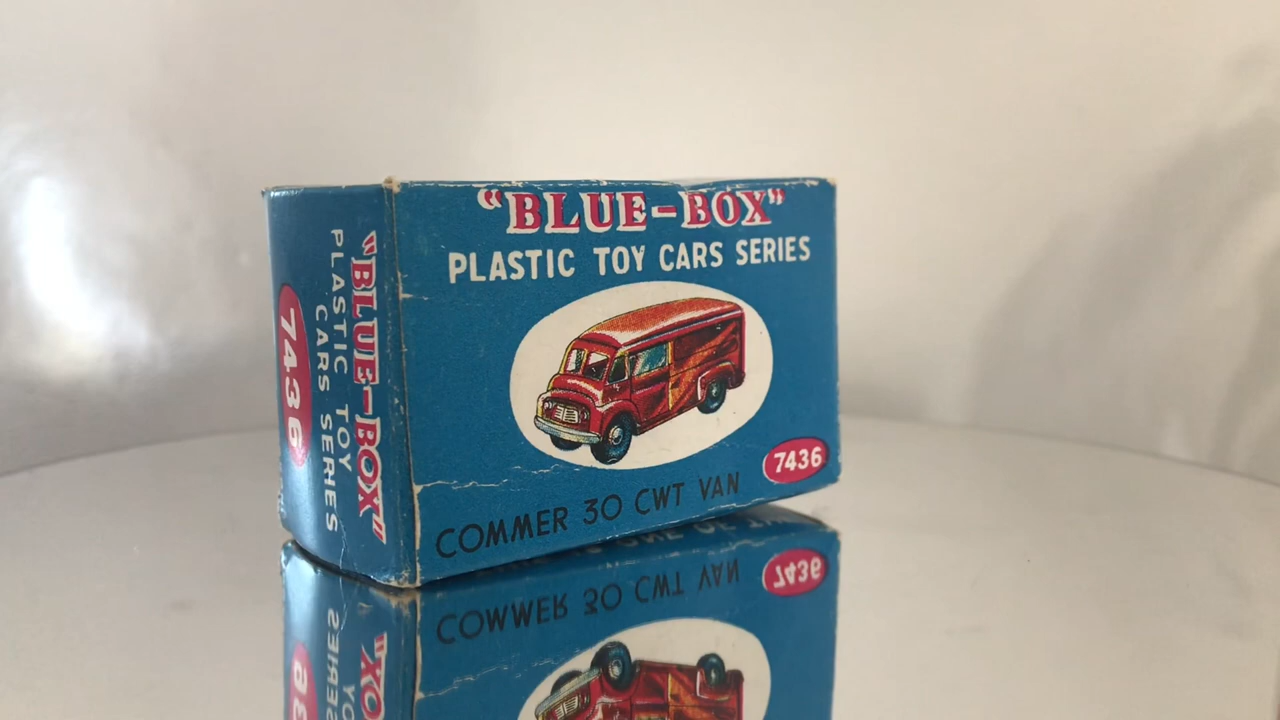 "BLUE-BOX"
PLASTIC TOY CARS SERIES
7436
COMMER 30 CWT VAN
"BLUE-BOX"
PLASTIC TOY
CARS SERIES
7436